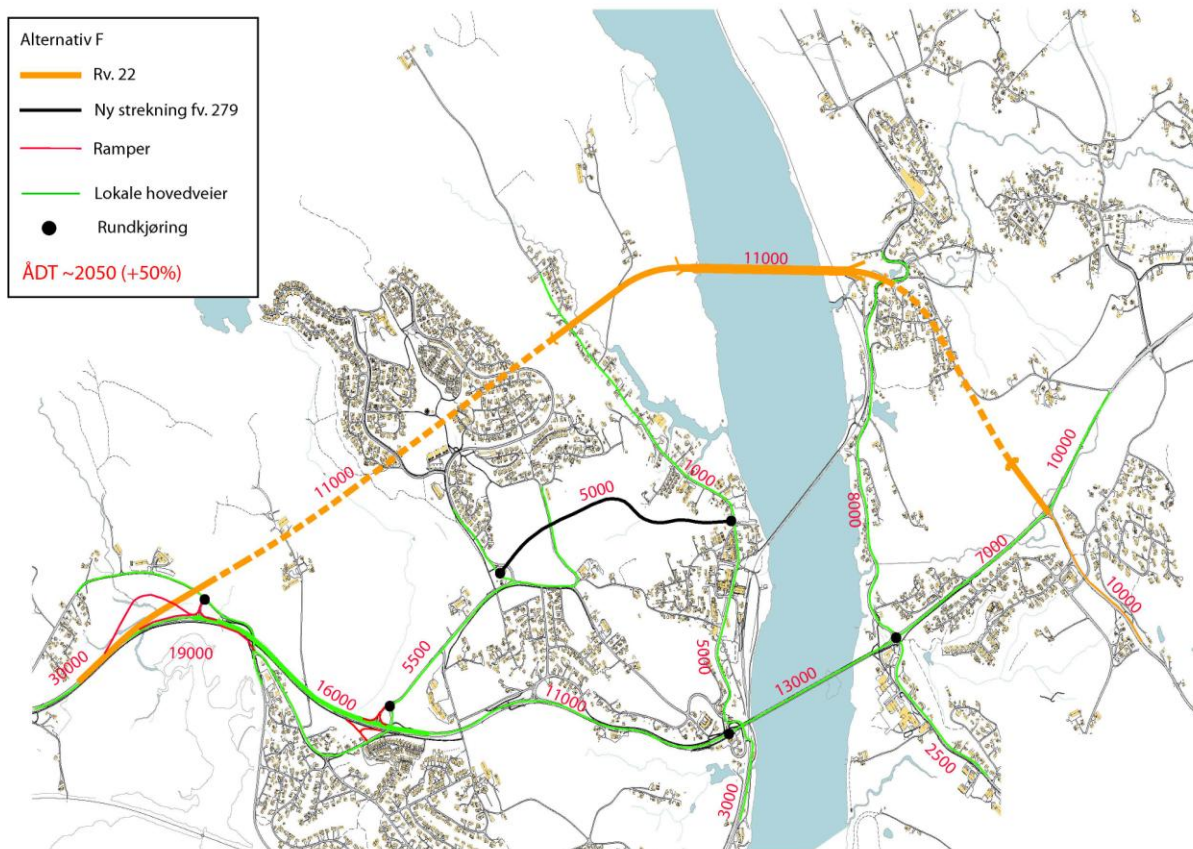 Alternativ F
Rv. 22
Ny strekning fv. 279
Ramper
Lokale hovedveier
Rundkjøring
ÅDT ~2050 (+50%)
11000
11000
10000
1000
5000
8000
7000
10000
30000
19000
5500
16000
11000
5000
13000
2500
3000